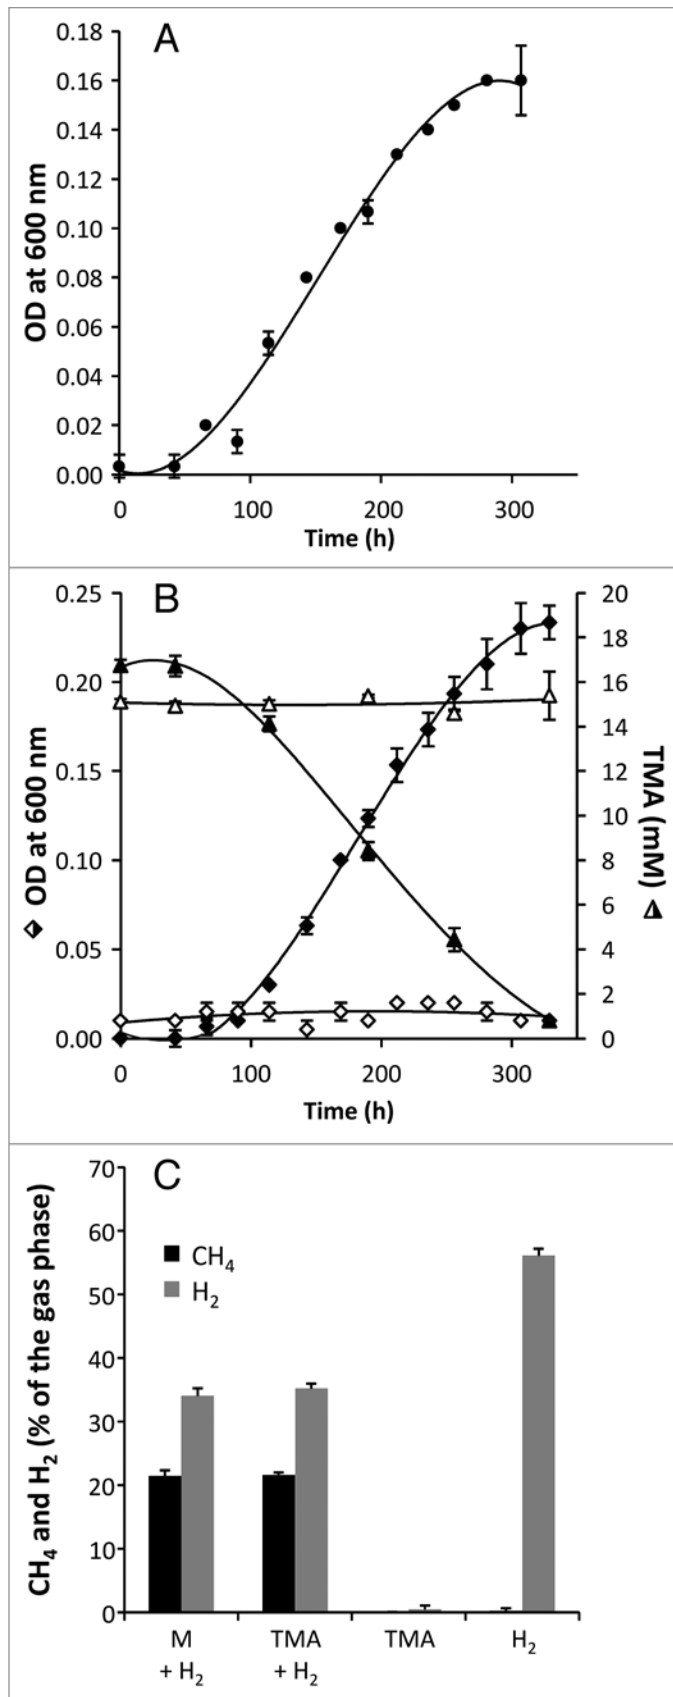 A
0.18
0.16
0.14
0.12
0.10
0.08
0.06
0.04
0.02
0.00
OD at 600 nm
0 100 200 300
Time (h)
B
0.25
0.20
0.15
0.10
0.05
0.00
OD at 600 nm
20
18
16
14
12
10
8
6
4
2
0
TMA (mM)
0 100 200 300
Time (h)
C
70
60
50
40
30
20
10
0
CH₄ and H₂ (% of the gas phase)
CH₄
H₂
M + H₂
TMA + H₂
TMA
H₂